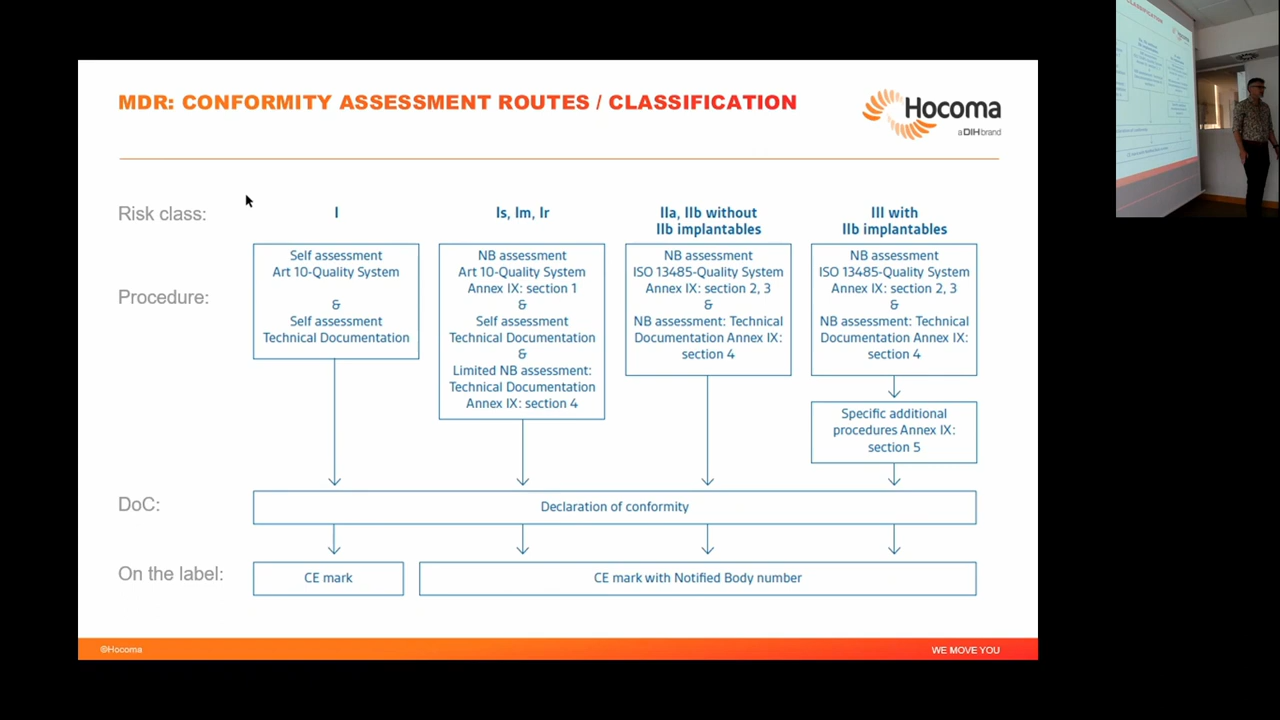 MDR: CONFORMITY ASSESSMENT ROUTES / CLASSIFICATION
Hocoma
a DIH brand
Risk class:
I
Is, Im, Ir
IIa, IIb without
IIb implantables
III with
IIb implantables
Procedure:
Self assessment
Art 10-Quality System
&
Self assessment
Technical Documentation
NB assessment
Art 10-Quality System
Annex IX: section 1
&
Self assessment
Technical Documentation
&
Limited NB assessment:
Technical Documentation
Annex IX: section 4
NB assessment
ISO 13485-Quality System
Annex IX: section 2, 3
&
NB assessment: Technical
Documentation Annex IX:
section 4
NB assessment
ISO 13485-Quality System
Annex IX: section 2, 3
&
NB assessment: Technical
Documentation Annex IX:
section 4
Specific additional
procedures Annex IX:
section 5
DoC:
Declaration of conformity
On the label:
CE mark
CE mark with Notified Body number
©Hocoma
WE MOVE YOU
Hocoma